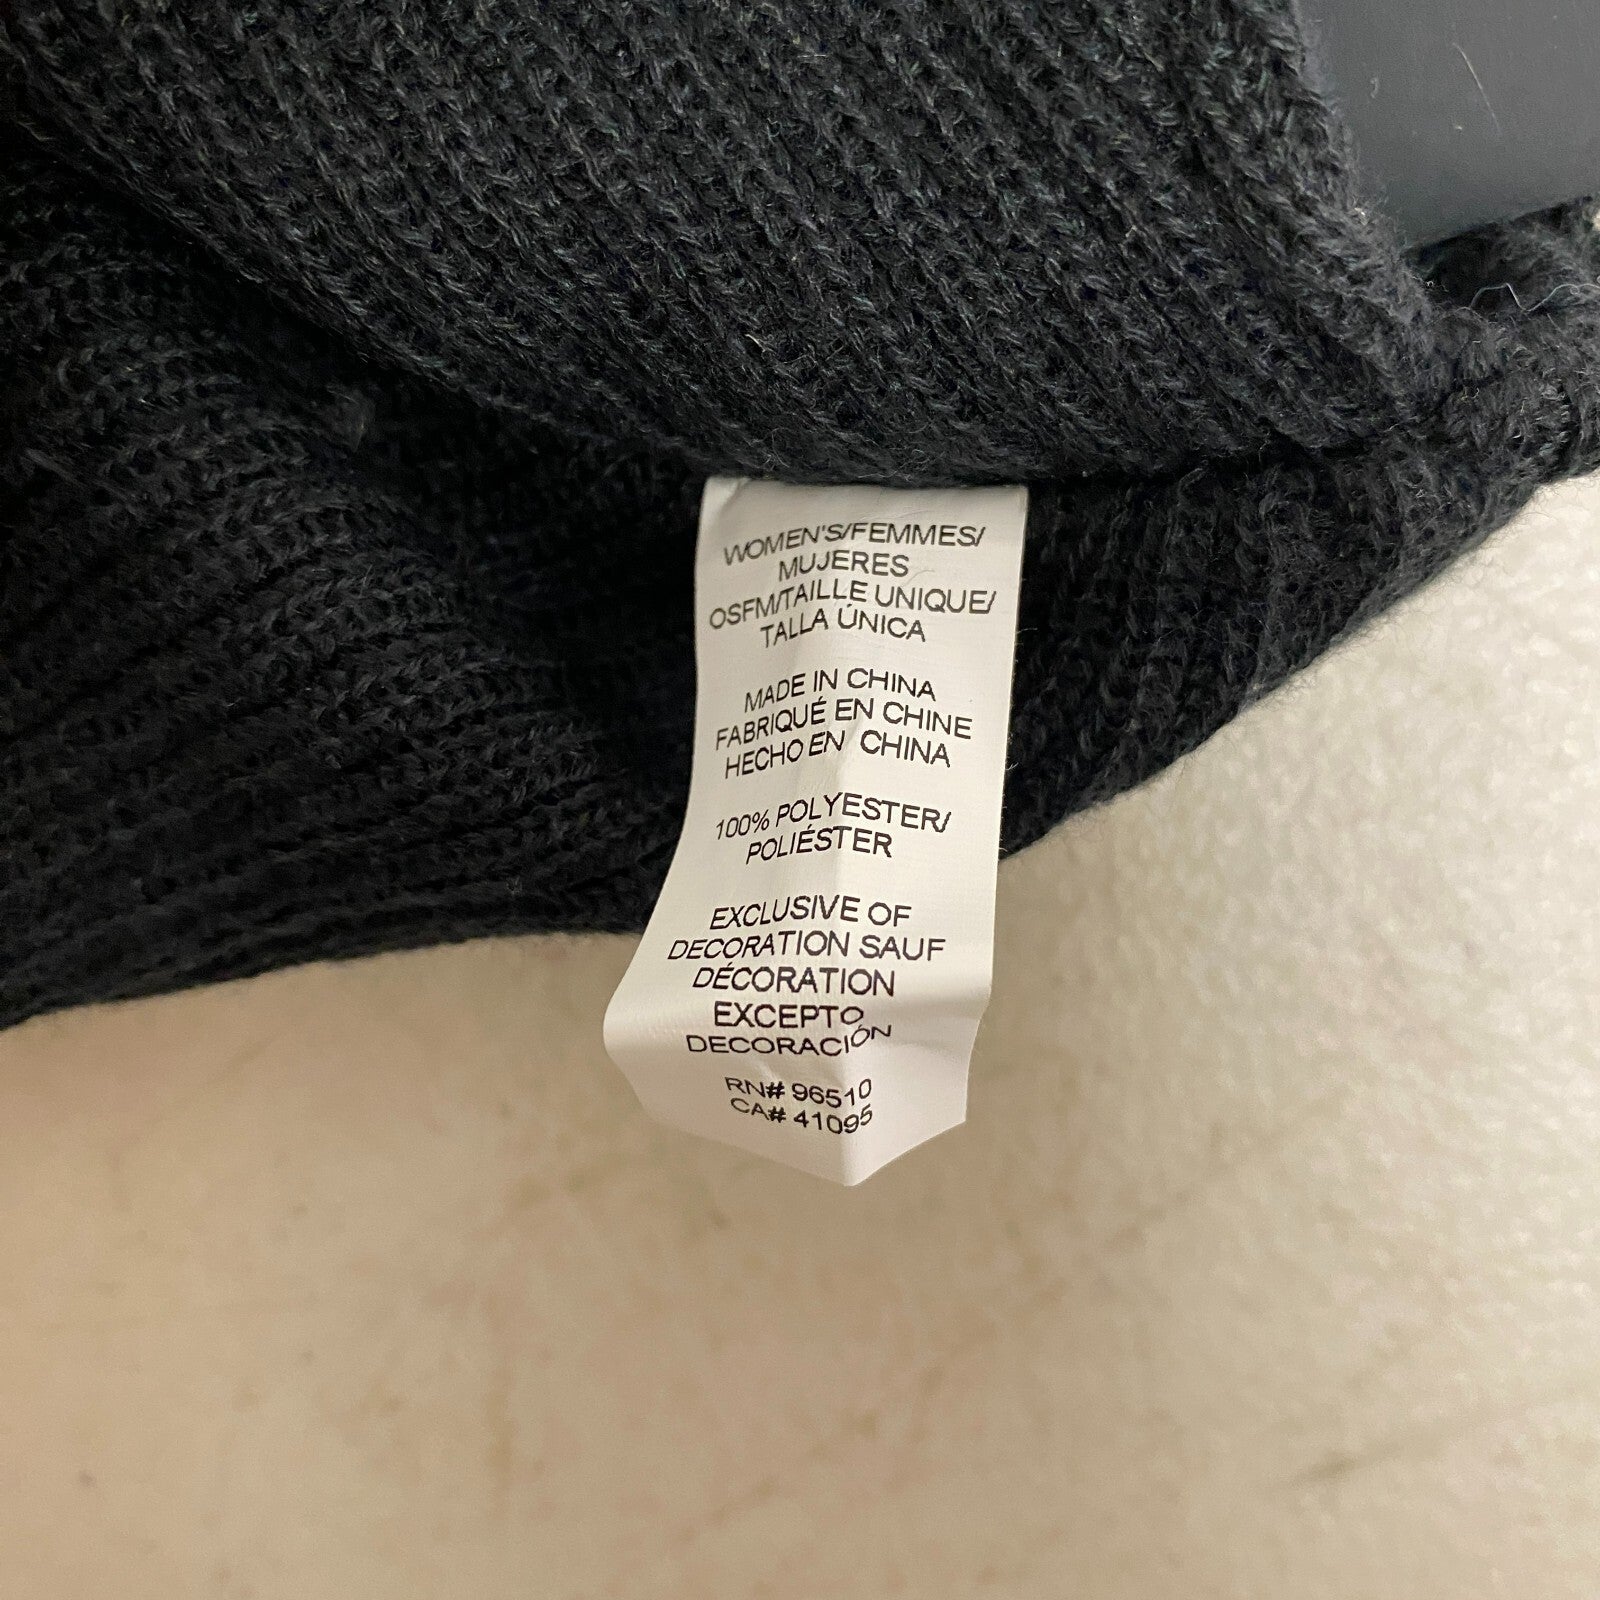 WOMEN'S/FEMMES/
MUJERES
OSFM/TAILLE UNIQUE/
TALLA ÚNICA
MADE IN CHINA
FABRIQUÉ EN CHINE
HECHO EN CHINA
100% POLYESTER/
POLIÉSTER
EXCLUSIVE OF
DECORATION SAUF
DÉCORATION
EXCEPTO
DECORACIÓN
RN# 96510
CA# 41095